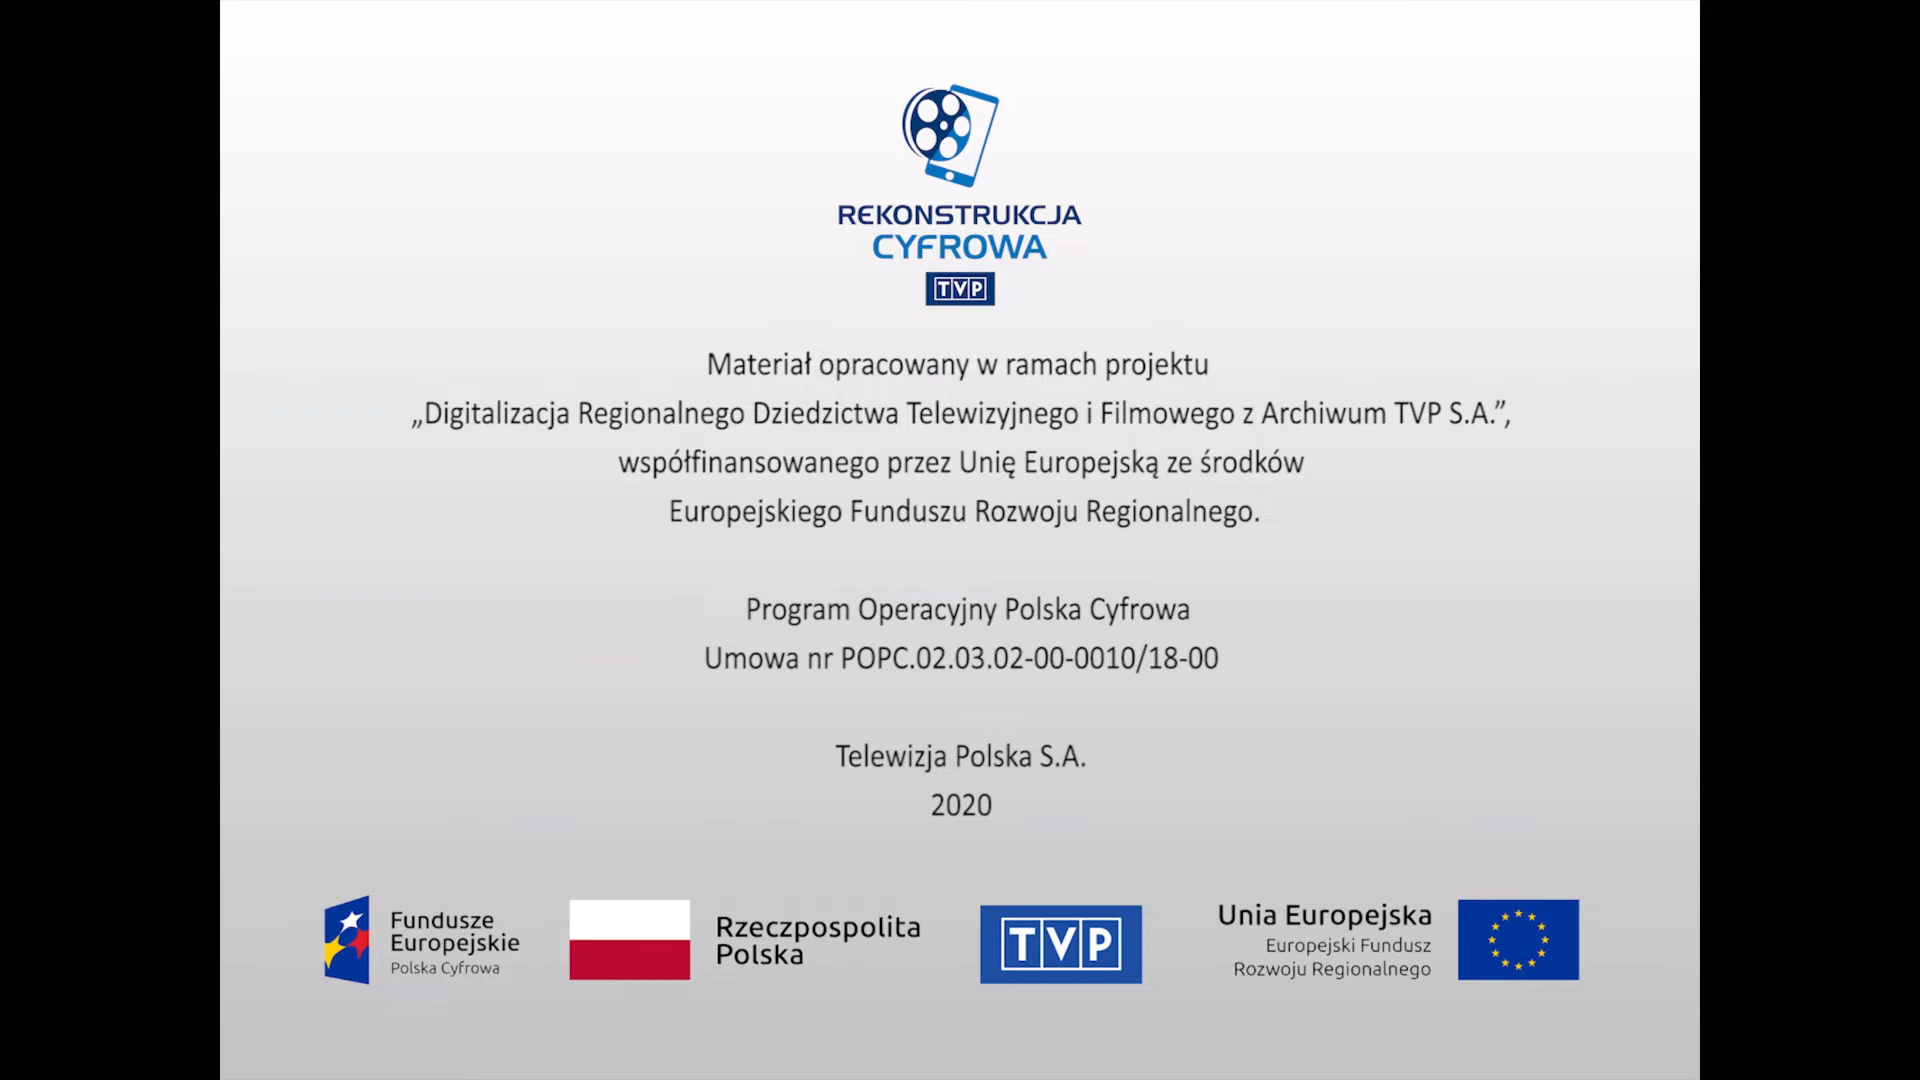 REKONSTRUKCJA
CYFROWA
TVP
Materiał opracowany w ramach projektu
„Digitalizacja Regionalnego Dziedzictwa Telewizyjnego i Filmowego z Archiwum TVP S.A.”,
współfinansowanego przez Unię Europejską ze środków
Europejskiego Funduszu Rozwoju Regionalnego.
Program Operacyjny Polska Cyfrowa
Umowa nr POPC.02.03.02-00-0010/18-00
Telewizja Polska S.A.
2020
Fundusze
Europejskie
Polska Cyfrowa
Rzeczpospolita
Polska
TVP
Unia Europejska
Europejski Fundusz
Rozwoju Regionalnego